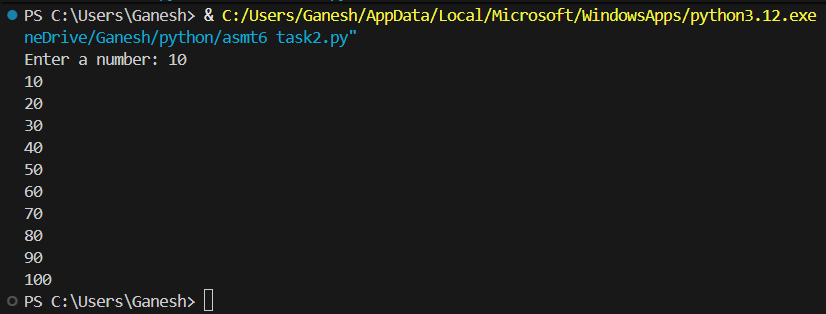 PS C:\Users\Ganesh> & C:/Users/Ganesh/AppData/Local/Microsoft/WindowsApps/python3.12.exe
neDrive/Ganesh/python/asmt6 task2.py"
Enter a number: 10
10
20
30
40
50
60
70
80
90
100
PS C:\Users\Ganesh>